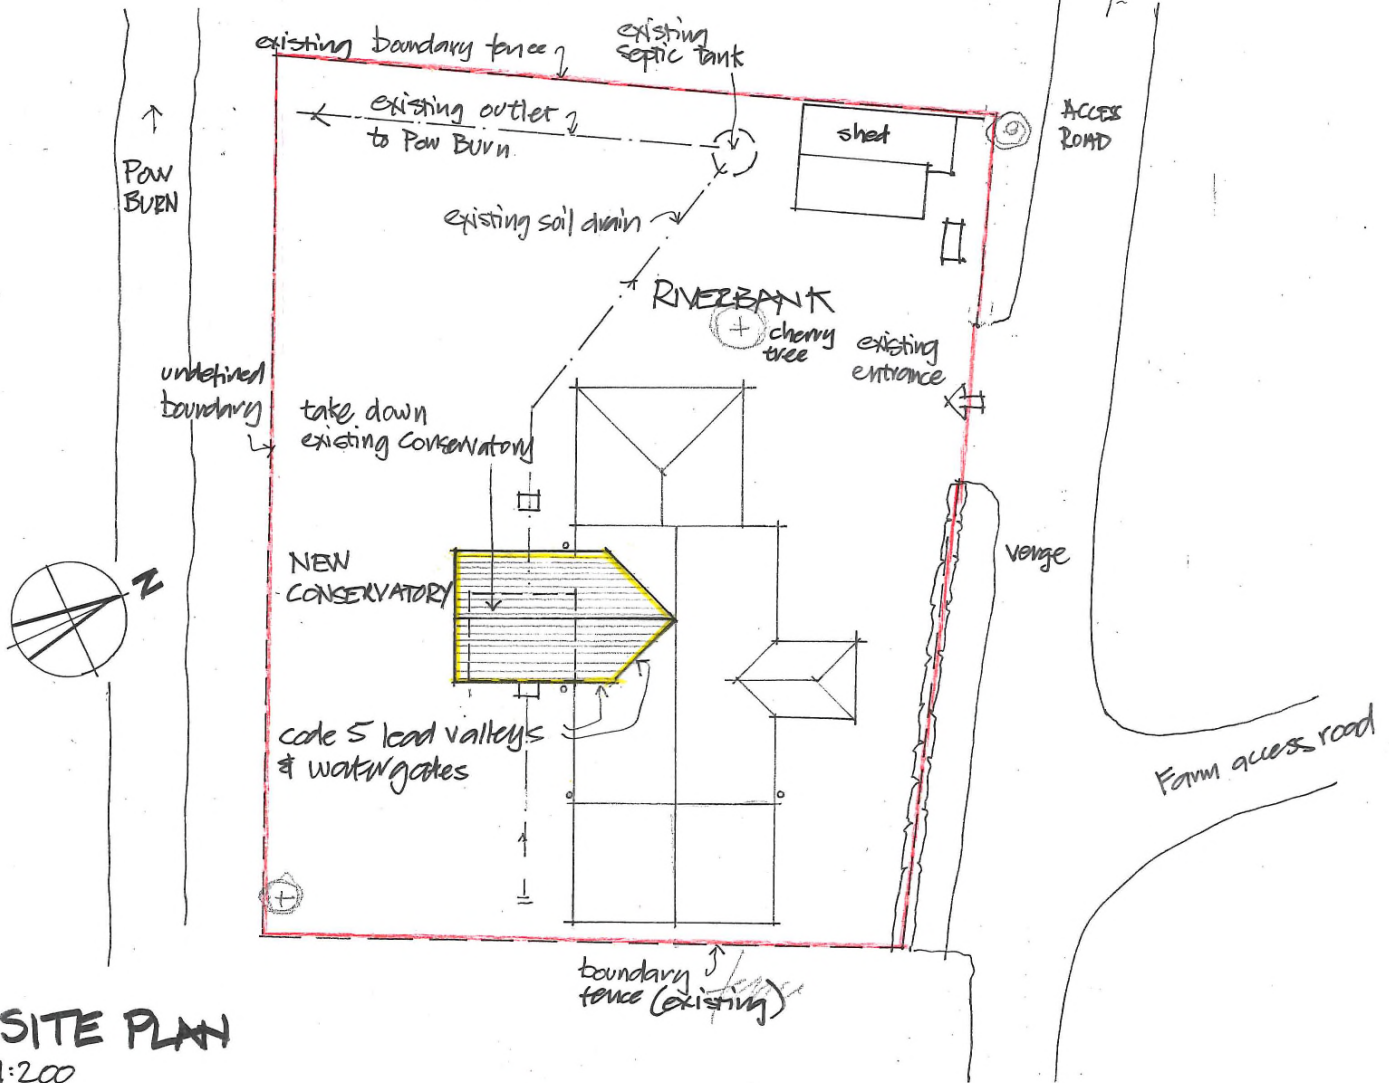 existing boundary fence
existing
septic tank
existing outlet
to Pow Burn
shed
ACCESS
ROAD
POW
BURN
existing soil drain
RIVERBANK
cherry
tree
existing
entrance
undefined
boundary
take down
existing conservatory
NEW
CONSERVATORY
verge
N
code 5 lead valleys
& watergates
Farm access road
boundary
fence (existing)
SITE PLAN
1:200